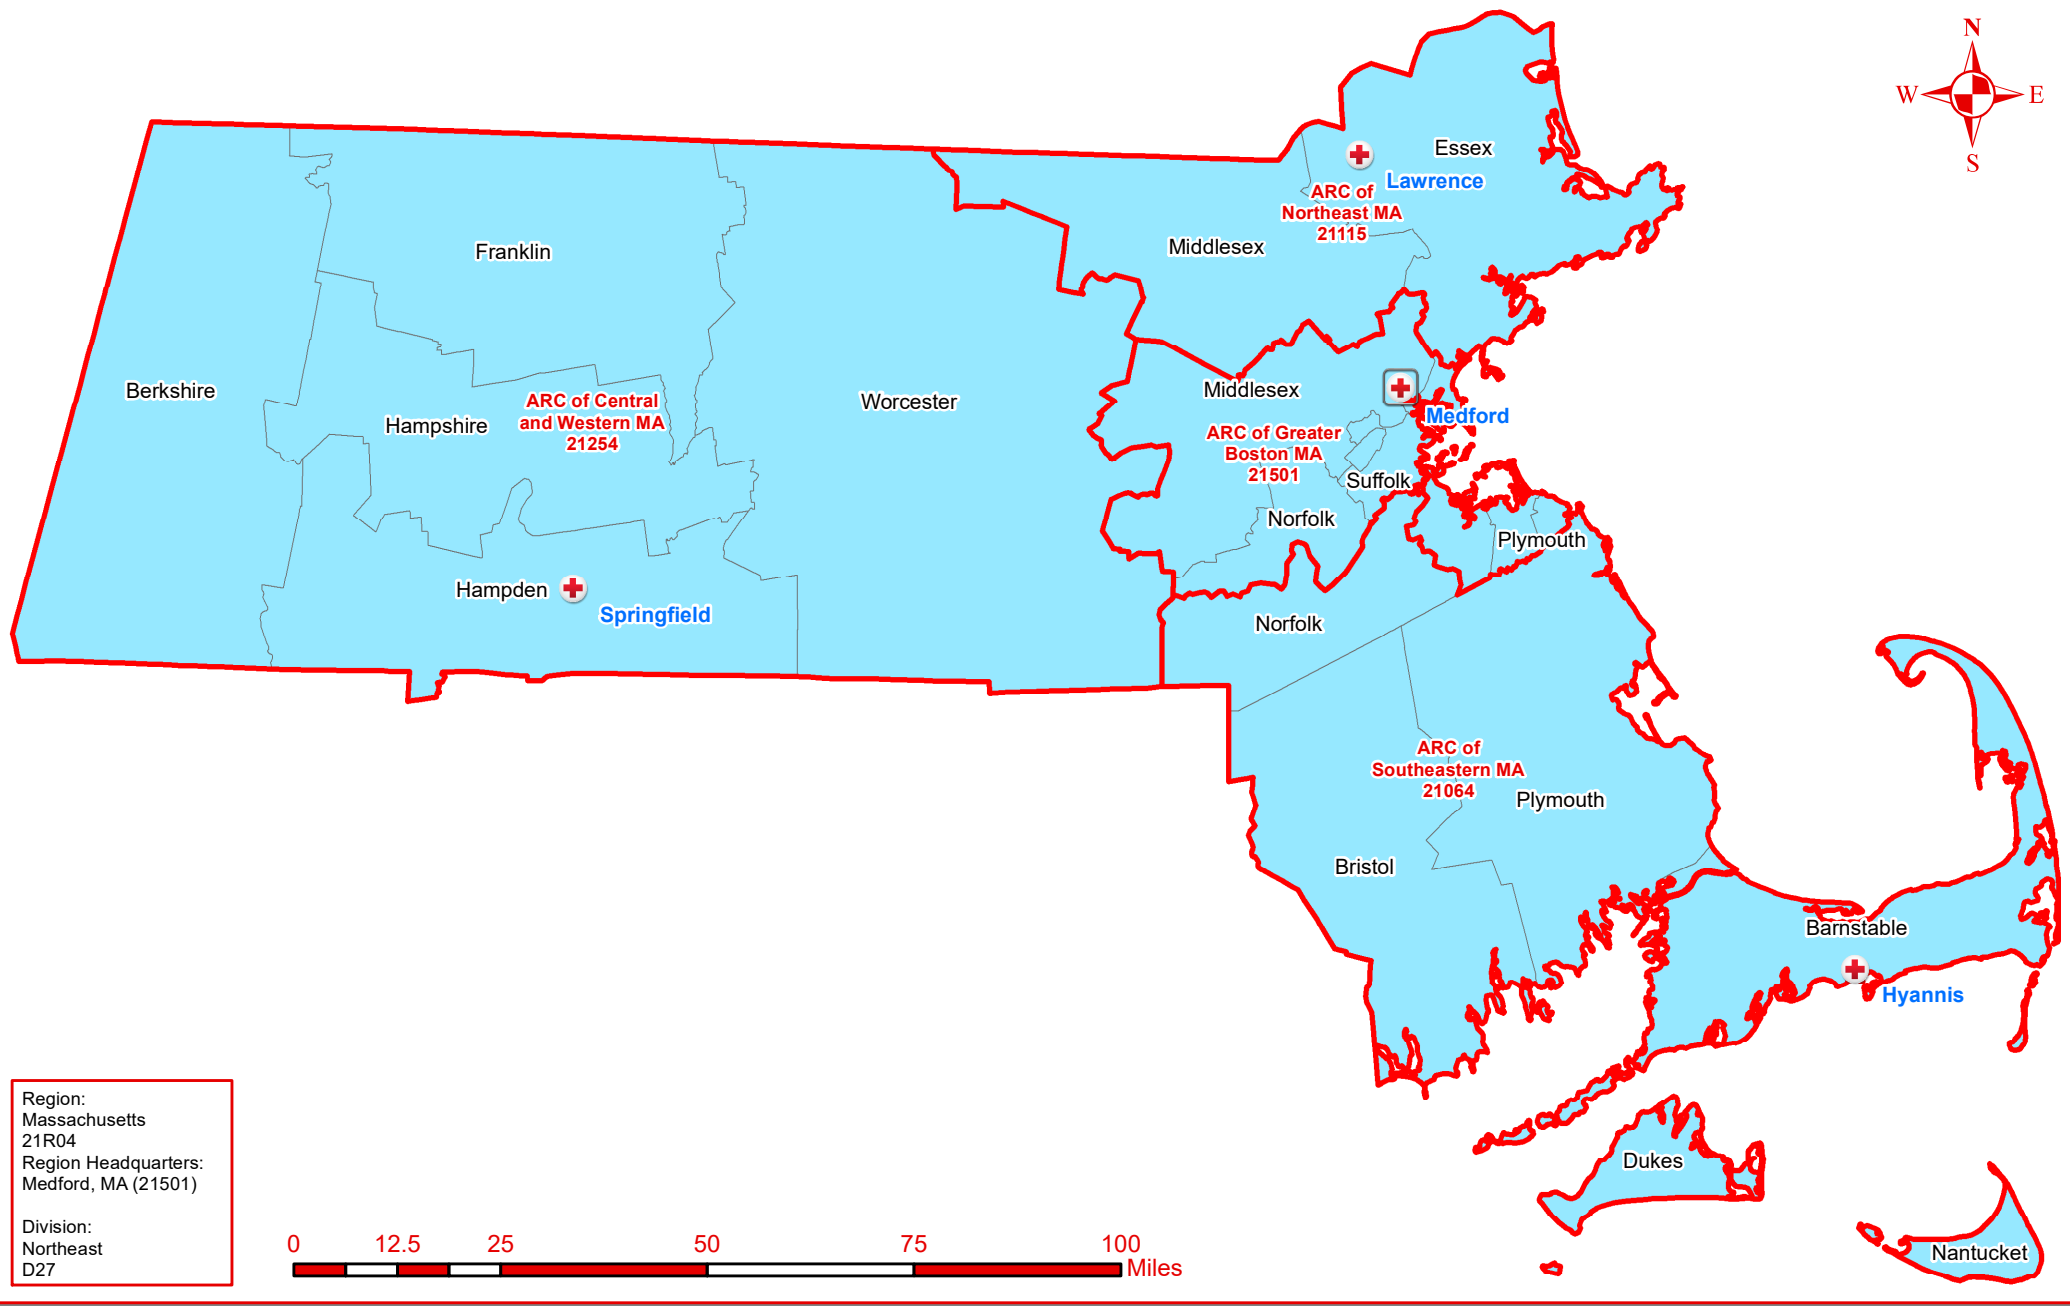 N
W E
S
Essex
Lawrence
ARC of
Northeast MA
21115
Middlesex
Franklin
Berkshire
Hampshire
ARC of Central
and Western MA
21254
Worcester
Middlesex
Medford
ARC of Greater
Boston MA
21501
Suffolk
Norfolk
Plymouth
Hampden
Springfield
Norfolk
ARC of
Southeastern MA
21064
Plymouth
Bristol
Barnstable
Hyannis
Dukes
Nantucket
Region:
Massachusetts
21R04
Region Headquarters:
Medford, MA (21501)
Division:
Northeast
D27
0 12.5 25 50 75 100
Miles